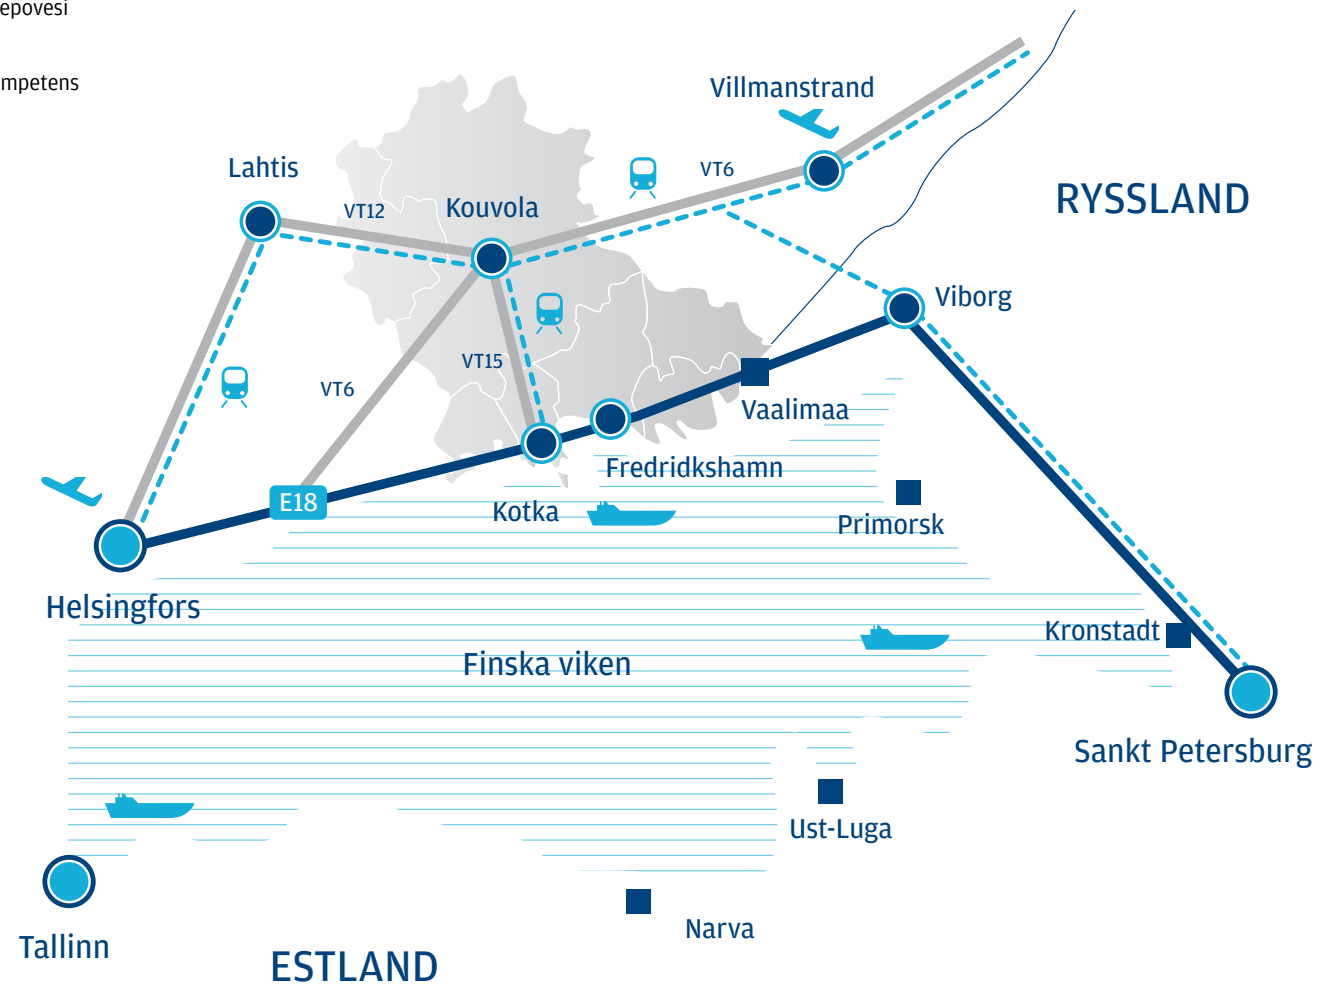 epovesi
mpetens
Villmanstrand
Lahtis
VT6
RYSSLAND
VT12
Kouvola
Viborg
VT15
VT6
Vaalimaa
Fredridkshamn
E18
Kotka
Primorsk
Helsingfors
Kronstadt
Finska viken
Sankt Petersburg
Ust-Luga
Narva
Tallinn
ESTLAND